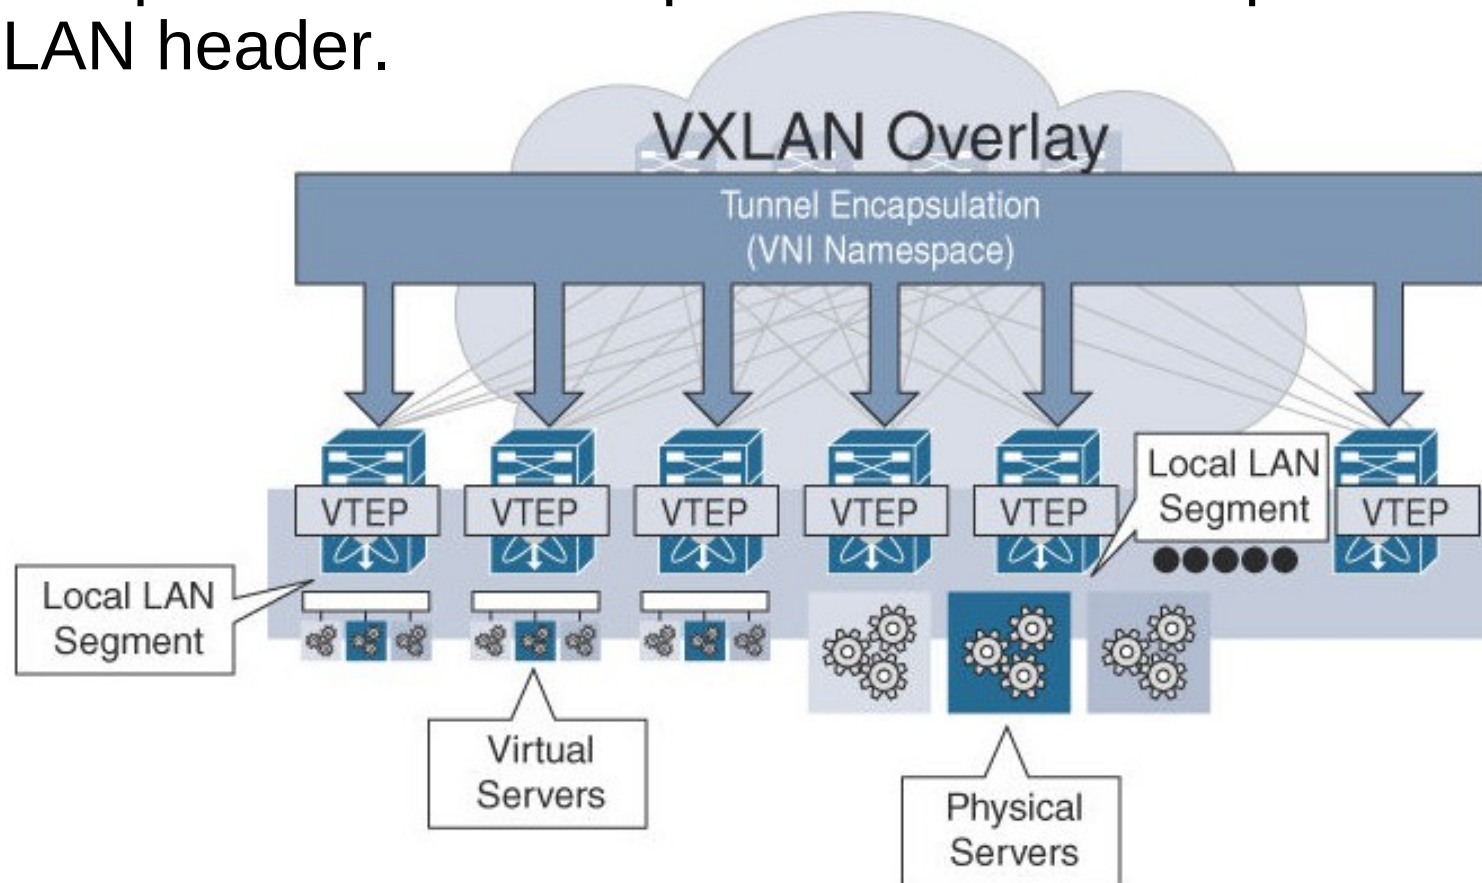 LAN header.
VXLAN Overlay
Tunnel Encapsulation
(VNI Namespace)
VTEP
VTEP
VTEP
VTEP
VTEP
VTEP
Local LAN
Segment
Local LAN
Segment
Virtual
Servers
Physical
Servers